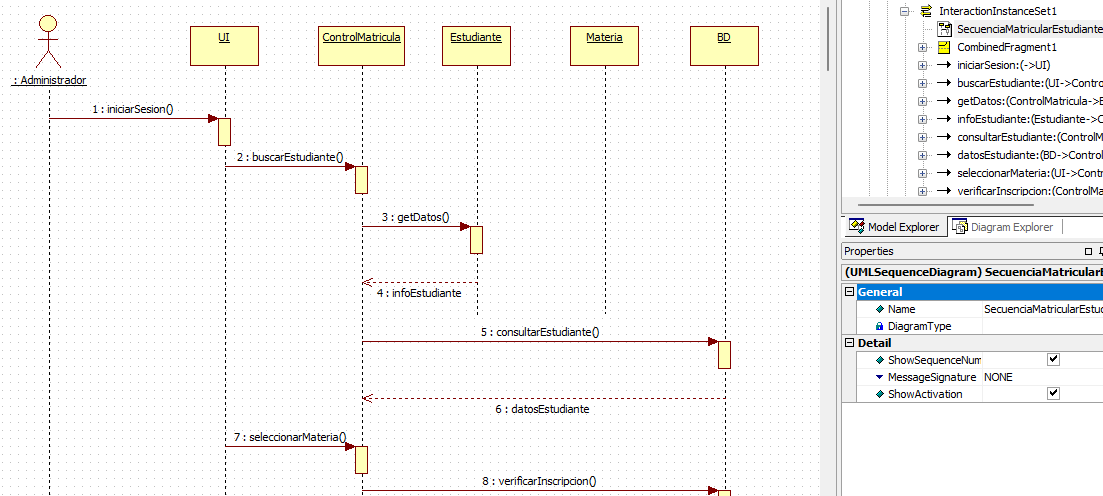 UI
ControlMatricula
Estudiante
Materia
BD
: Administrador
1 : iniciarSesion()
2 : buscarEstudiante()
3 : getDatos()
4 : infoEstudiante
5 : consultarEstudiante()
6 : datosEstudiante
7 : seleccionarMateria()
8 : verificarInscripcion()
InteractionInstanceSet1
SecuenciaMatricularEstudiante
CombinedFragment1
iniciarSesion:(->UI)
buscarEstudiante:(UI->Contro
getDatos:(ControlMatricula->E
infoEstudiante:(Estudiante->C
consultarEstudiante:(ControlM
datosEstudiante:(BD->Control
seleccionarMateria:(UI->Contr
verificarInscripcion:(ControlMa
Model Explorer
Diagram Explorer
Properties
(UMLSequenceDiagram) SecuenciaMatricularE
General
Name SecuenciaMatricularEstud
DiagramType
Detail
ShowSequenceNum
MessageSignature NONE
ShowActivation